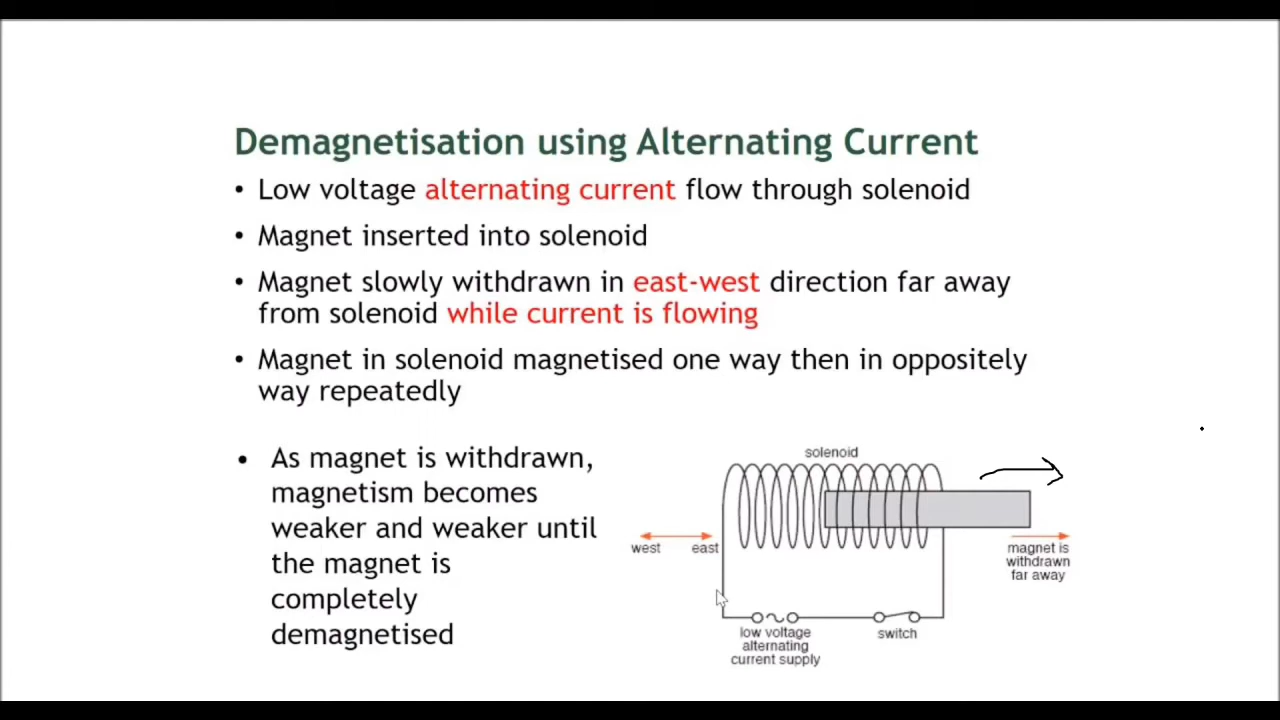 Demagnetisation using Alternating Current
• Low voltage alternating current flow through solenoid
• Magnet inserted into solenoid
• Magnet slowly withdrawn in east-west direction far away
from solenoid while current is flowing
• Magnet in solenoid magnetised one way then in oppositely
way repeatedly
• As magnet is withdrawn,
magnetism becomes
weaker and weaker until
the magnet is
completely
demagnetised
solenoid
west east
magnet is
withdrawn
far away
low voltage
alternating
current supply
switch